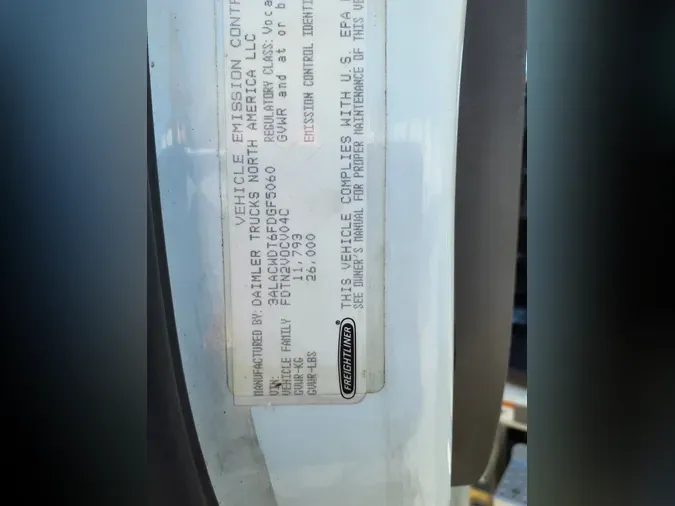 VEHICLE EMISSION CONTR
MANUFACTURED BY: DAIMLER TRUCKS NORTH AMERICA LLC
VIN: 3ALACWDT6FDGF5060 REGULATORY CLASS: Voca
VEHICLE FAMILY FDTN2VOCV04C GVWR and at or b
GVWR-KG 11,793
GVWR-LBS 26,000 EMISSION CONTROL IDENTI
THIS VEHICLE COMPLIES WITH U.S. EPA
SEE OWNER'S MANUAL FOR PROPER MAINTENANCE OF THIS VE
FREIGHTLINER®